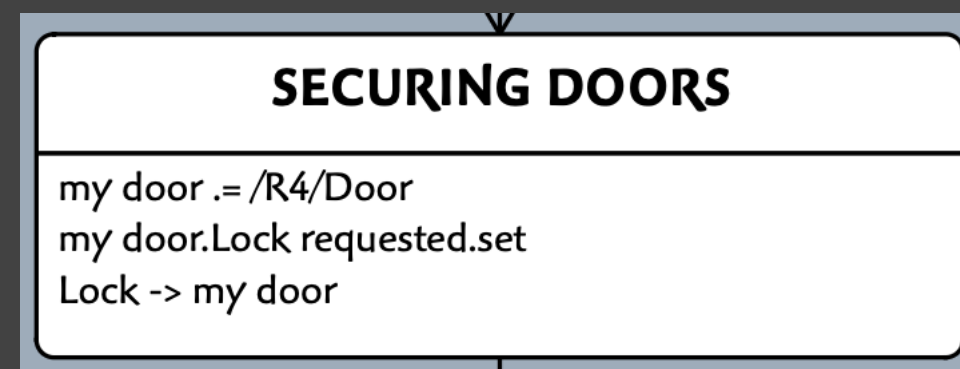 SECURING DOORS
my door .= /R4/Door
my door.Lock requested.set
Lock -> my door